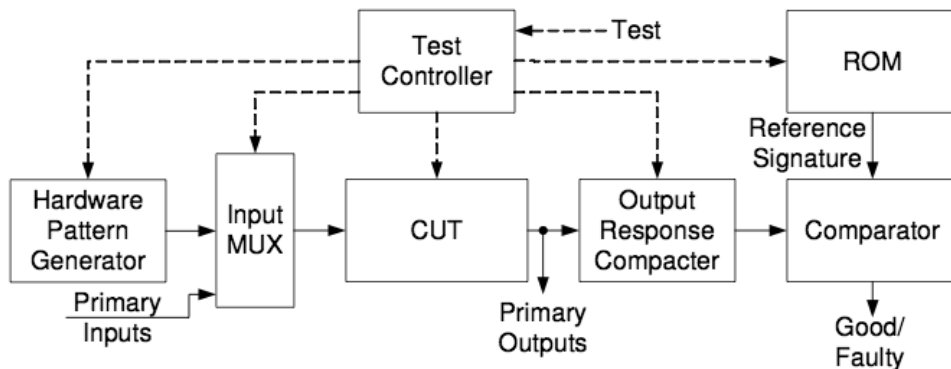 Test
Controller
Test
ROM
Reference
Signature
Hardware
Pattern
Generator
Input
MUX
CUT
Output
Response
Compacter
Comparator
Primary
Inputs
Primary
Outputs
Good/
Faulty